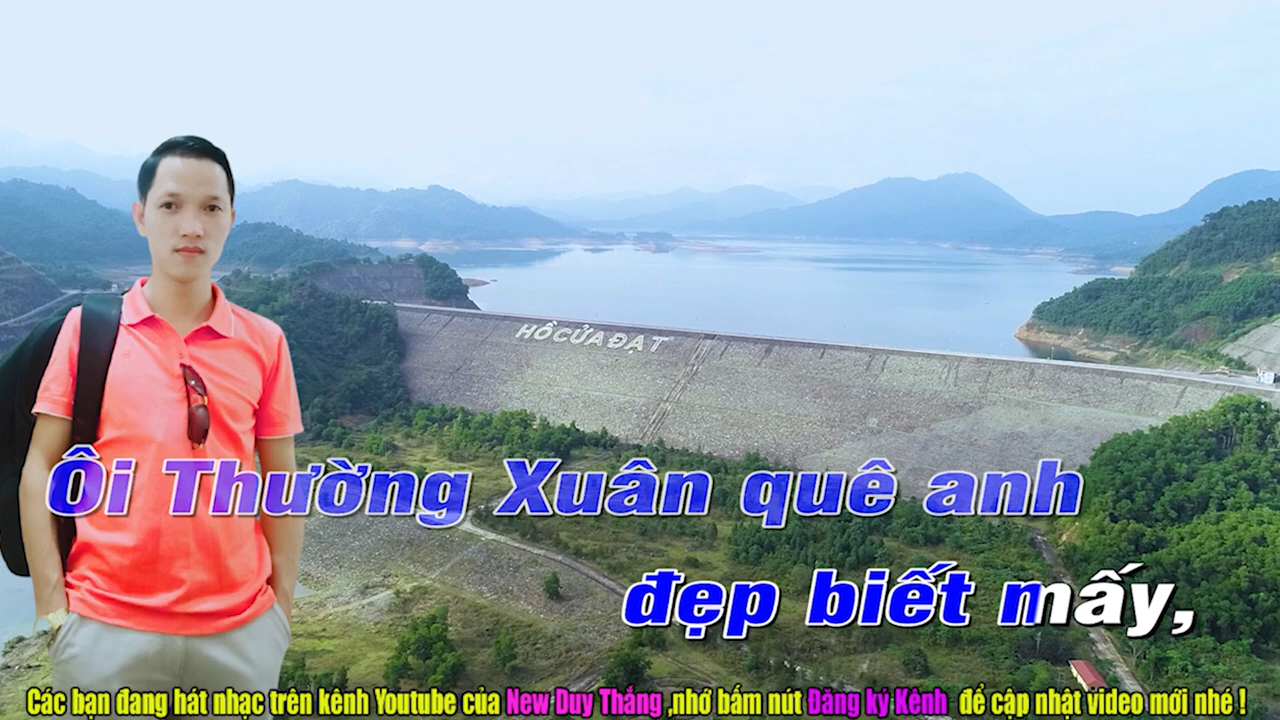 HỒ CỬA ĐẠT
Ôi Thường Xuân quê anh
đẹp biết mấy,
Các bạn đang hát nhạc trên kênh Youtube của New Duy Thắng ,nhớ bấm nút Đăng ký Kênh để cập nhật video mới nhé !